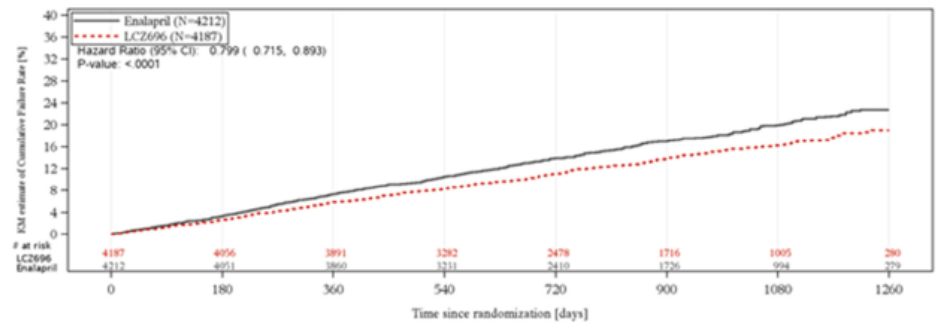 40
36
32
28
24
20
16
12
8
4
0
KM estimate of Cumulative Failure Rate [%]
Enalapril (N=4212)
LCZ696 (N=4187)
Hazard Ratio (95% CI): 0.799 ( 0.715, 0.893)
P-value: <.0001
# at risk
LCZ696 4187 4056 3891 3282 2478 1716 1005 280
Enalapril 4212 4051 3860 3231 2410 1726 994 279
0 180 360 540 720 900 1080 1260
Time since randomization [days]